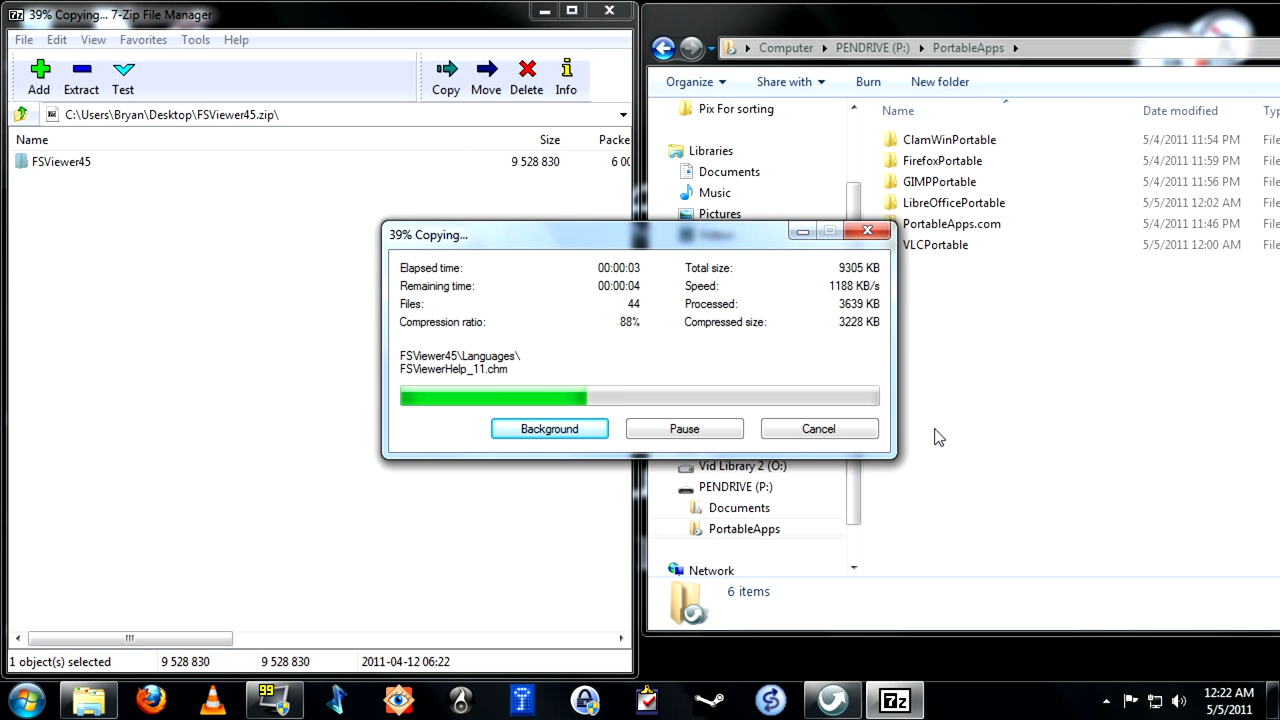 39% Copying... 7-Zip File Manager
File Edit View Favorites Tools Help
Add Extract Test Copy Move Delete Info
C:\Users\Bryan\Desktop\FSViewer45.zip\
Name Size Packe
FSViewer45 9 528 830 6 00
1 object(s) selected 9 528 830 9 528 830 2011-04-12 06:22
Computer PENDRIVE (P:) PortableApps
Organize Share with Burn New folder
Pix For sorting
Libraries
Documents
Music
Pictures
Videos
Vid Library 2 (O:)
PENDRIVE (P:)
Documents
PortableApps
Network
Name Date modified Ty
ClamWinPortable 5/4/2011 11:54 PM File
FirefoxPortable 5/4/2011 11:59 PM File
GIMPPortable 5/4/2011 11:56 PM File
LibreOfficePortable 5/5/2011 12:02 AM File
PortableApps.com 5/4/2011 11:46 PM File
VLCPortable 5/5/2011 12:00 AM File
6 items
39% Copying...
Elapsed time: 00:00:03 Total size: 9305 KB
Remaining time: 00:00:04 Speed: 1188 KB/s
Files: 44 Processed: 3639 KB
Compression ratio: 88% Compressed size: 3228 KB
FSViewer45\Languages\
FSViewerHelp_11.chm
Background Pause Cancel
99
7z
12:22 AM
5/5/2011